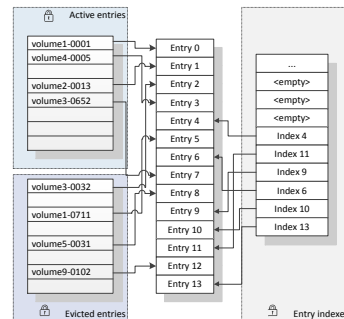 Active entries
volume1-0001
volume4-0005
volume2-0013
volume3-0652
volume3-0032
volume1-0711
volume5-0031
volume9-0102
Evicted entries
Entry 0
Entry 1
Entry 2
Entry 3
Entry 4
Entry 5
Entry 6
Entry 7
Entry 8
Entry 9
Entry 10
Entry 11
Entry 12
Entry 13
...
<empty>
<empty>
<empty>
Index 4
Index 11
Index 9
Index 6
Index 10
Index 13
Entry indexe